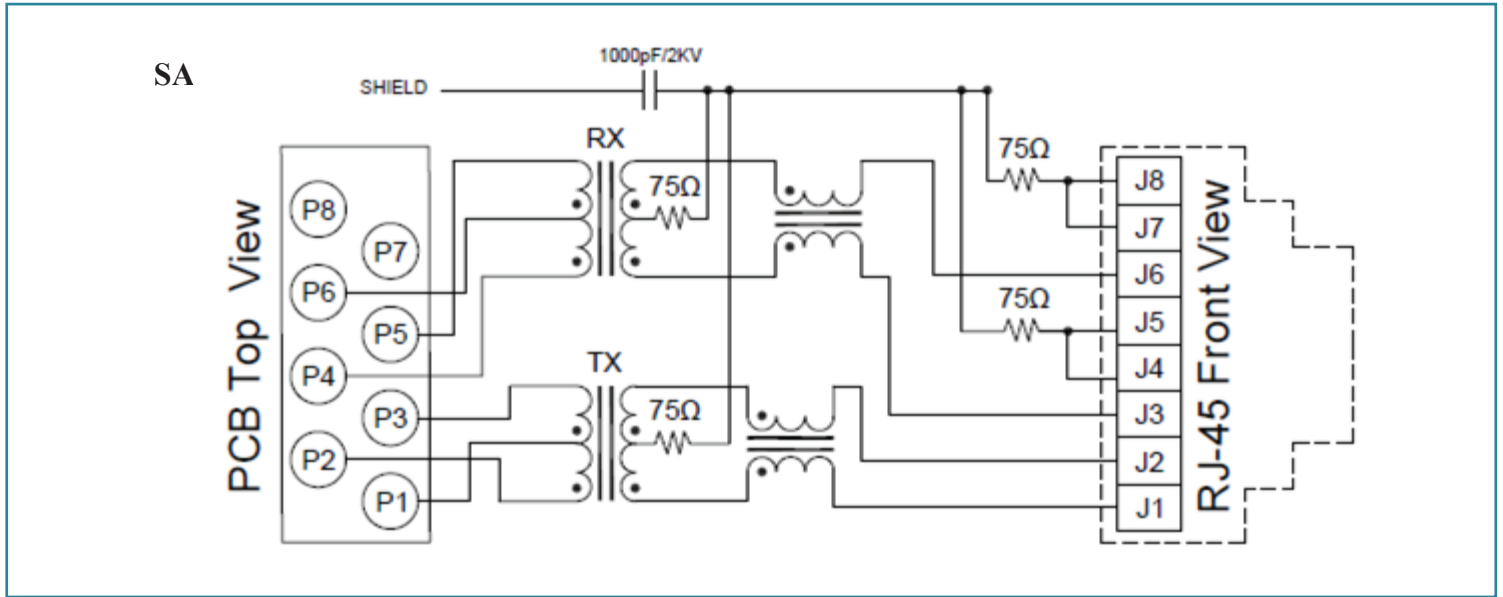 SA
1000pF/2KV
SHIELD
RX
75Ω
75Ω
PCB Top View
P8
P7
P6
P5
P4
P3
P2
P1
75Ω
TX
75Ω
J8
J7
J6
J5
J4
J3
J2
J1
RJ-45 Front View